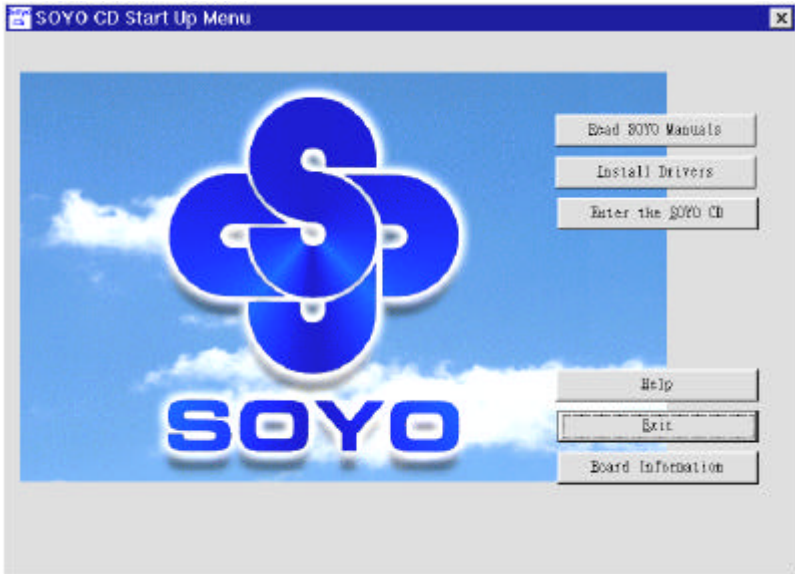 SOYO CD Start Up Menu
Read SOYO Manuals
Install Drivers
Enter the SOYO CD
SOYO
Help
Exit
Board Information